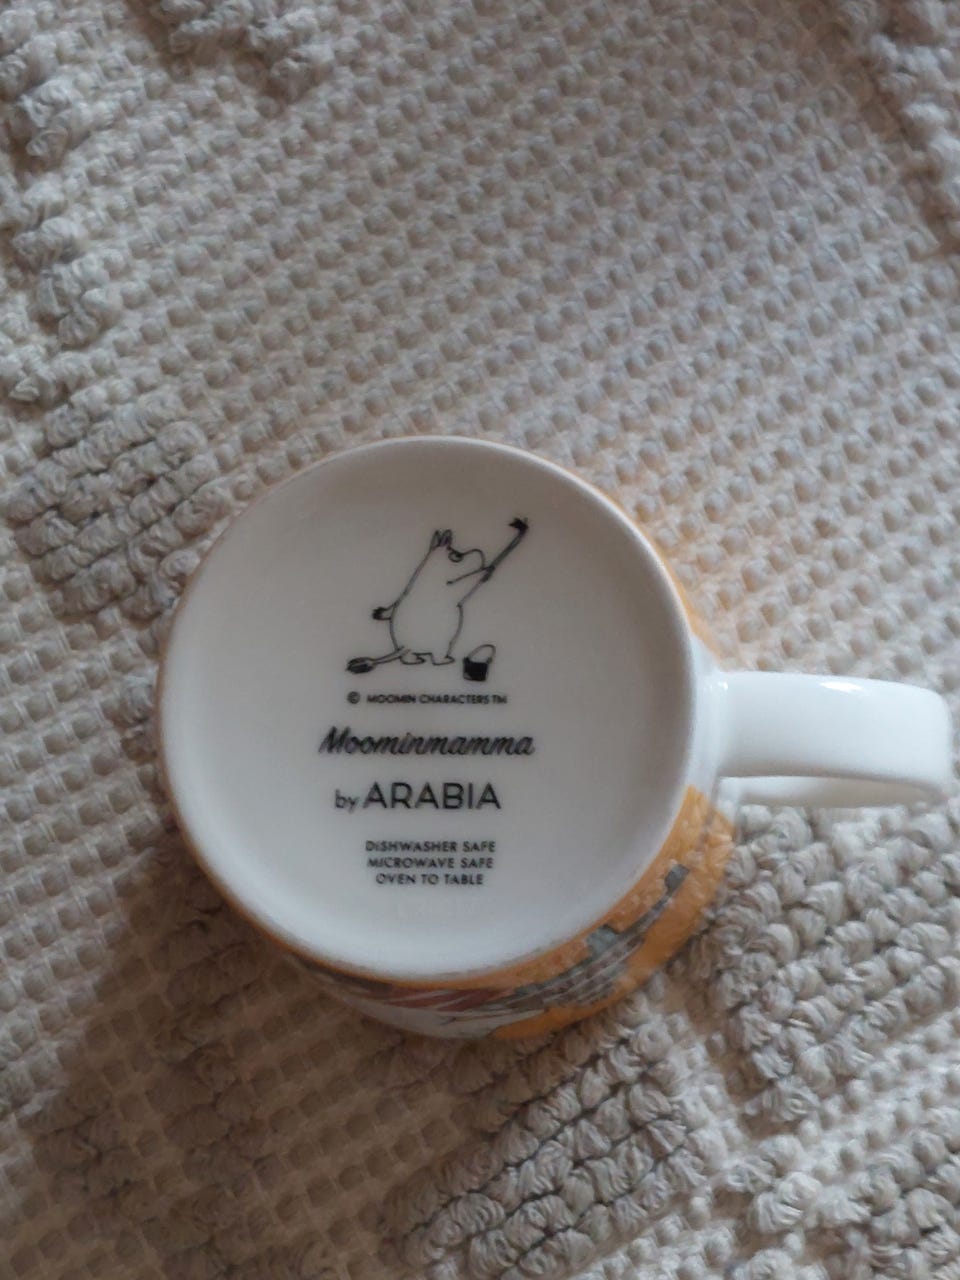 © MOOMIN CHARACTERS TM
Moominmamma
by ARABIA
DISHWASHER SAFE
MICROWAVE SAFE
OVEN TO TABLE